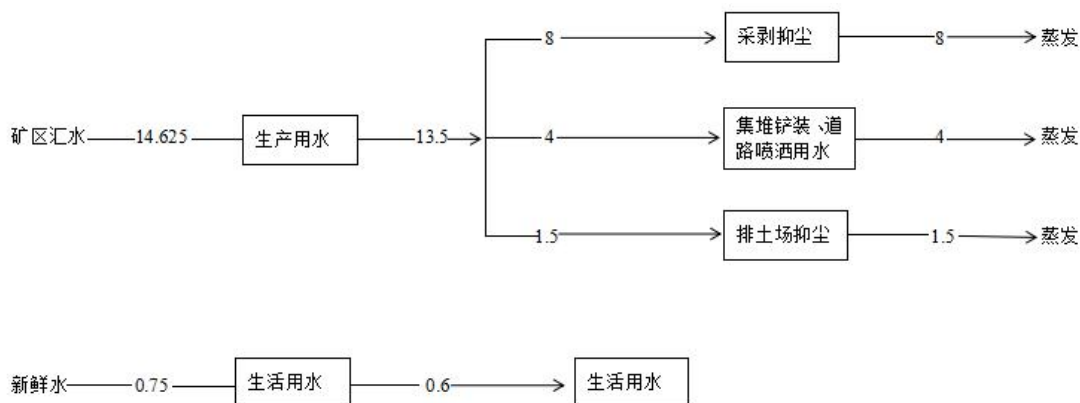 8 采剥抑尘 8 蒸发
矿区汇水 14.625 生产用水 13.5 4 集堆铲装、道 4 蒸发
路喷洒用水
1.5 排土场抑尘 1.5 蒸发
新鲜水 0.75 生活用水 0.6 生活用水